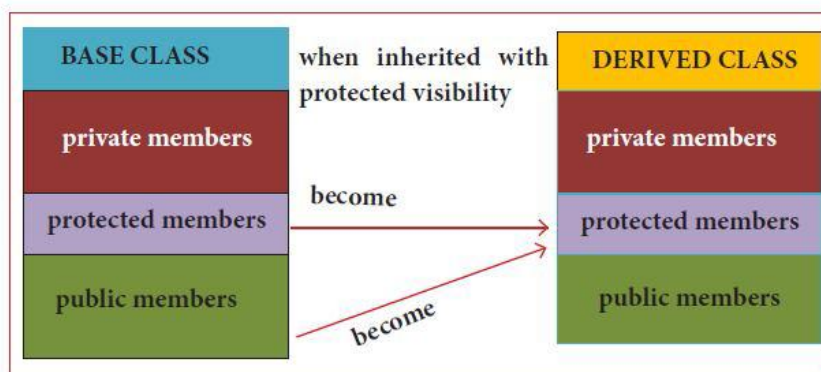 BASE CLASS
when inherited with
protected visibility
DERIVED CLASS
private members
private members
become
protected members
protected members
public members
become
public members